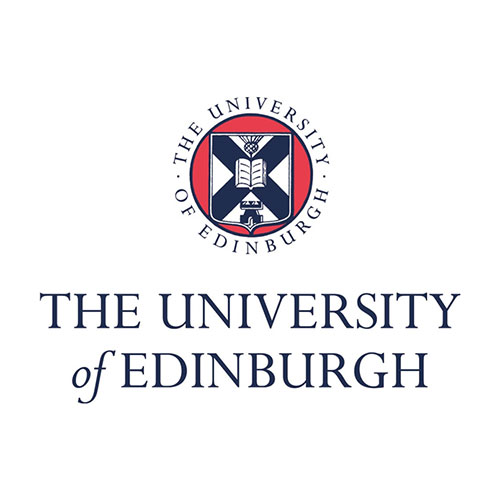 · THE UNIVERSITY ·
OF EDINBURGH
THE UNIVERSITY
of EDINBURGH